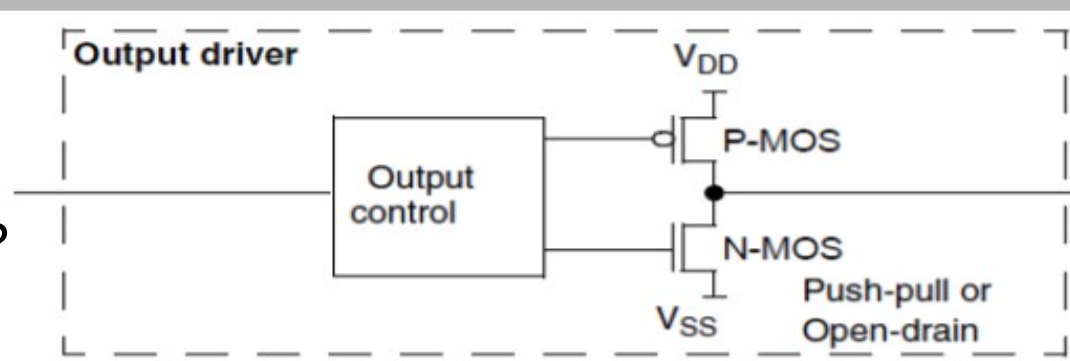 Output driver
VDD
P-MOS
Output
control
N-MOS
Push-pull or
VSS
Open-drain